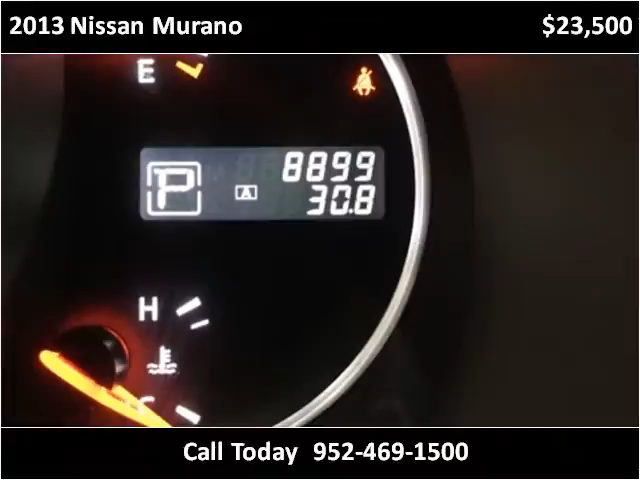 2013 Nissan Murano $23,500
E
8899
P A 30.8
H
C
Call Today 952-469-1500